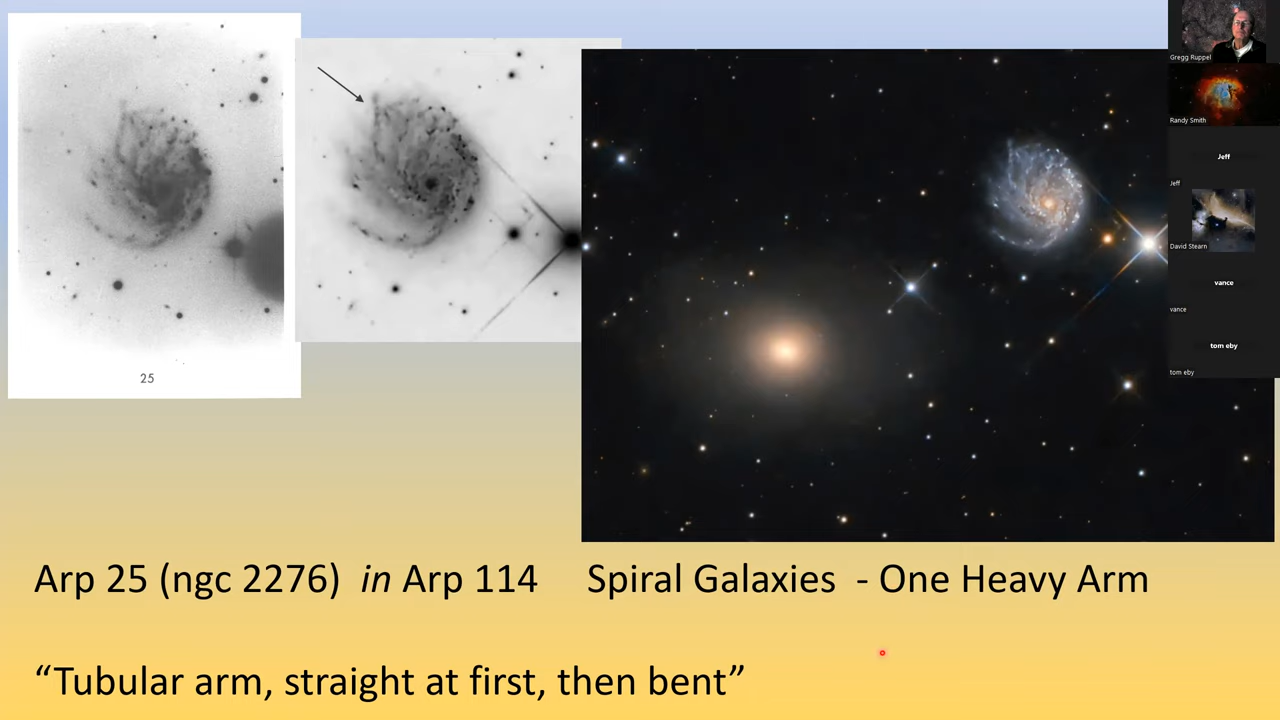 25
Arp 25 (ngc 2276)  in Arp 114
Spiral Galaxies  - One Heavy Arm
“Tubular arm, straight at first, then bent”
Gregg Ruppel
Randy Smith
Jeff
Jeff
David Stearn
vance
vance
tom eby
tom eby